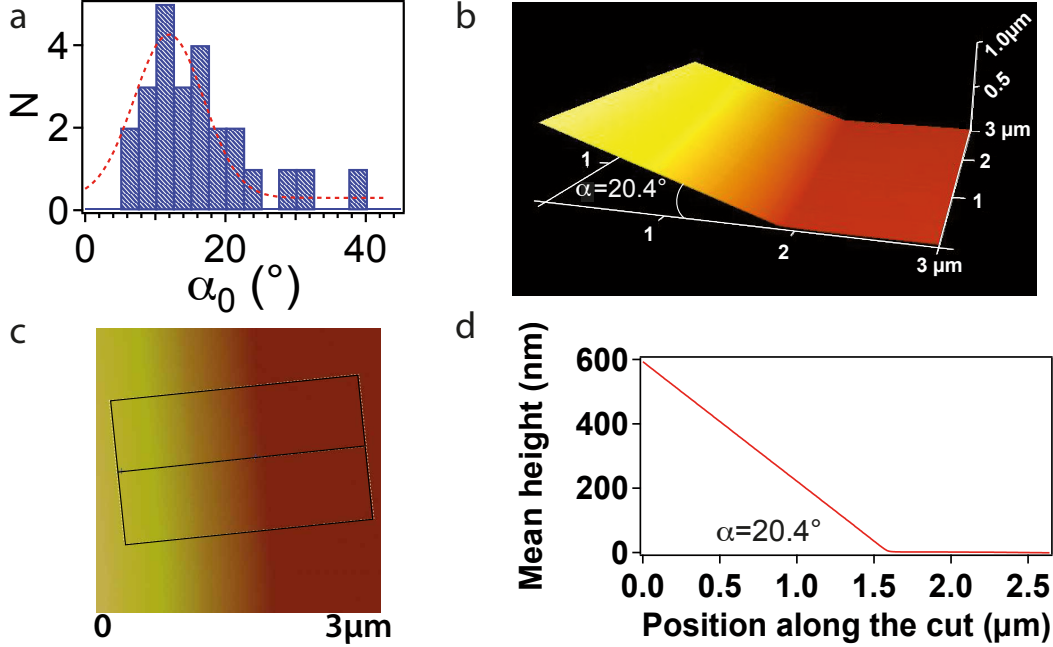 a
N
4
2
0
0 20 40
α0 (°)
b
1.0µm
0.5
3 µm
2
1
1
α=20.4°
1
2
3 µm
c
0 3µm
d
Mean height (nm)
600
400
200
0
α=20.4°
0.0 0.5 1.0 1.5 2.0 2.5
Position along the cut (µm)